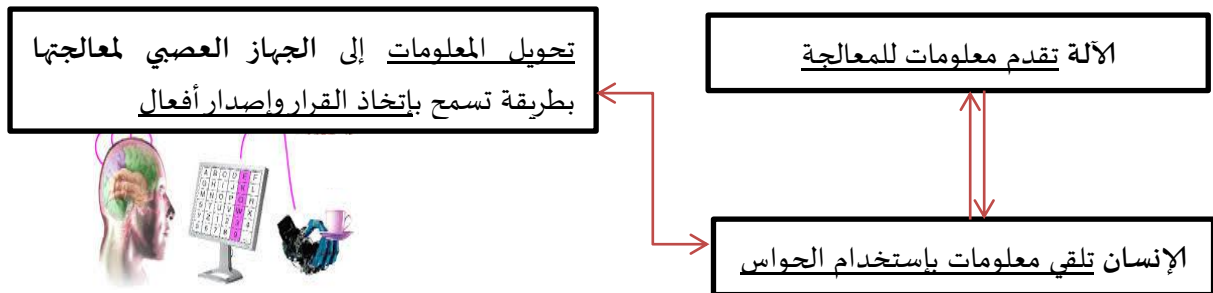 الآلة تقدم معلومات للمعالجة
تحويل المعلومات إلى الجهاز العصبي لمعالجتها
بطريقة تسمح بإتخاذ القرار وإصدار أفعال
الإنسان تلقي معلومات بإستخدام الحواس